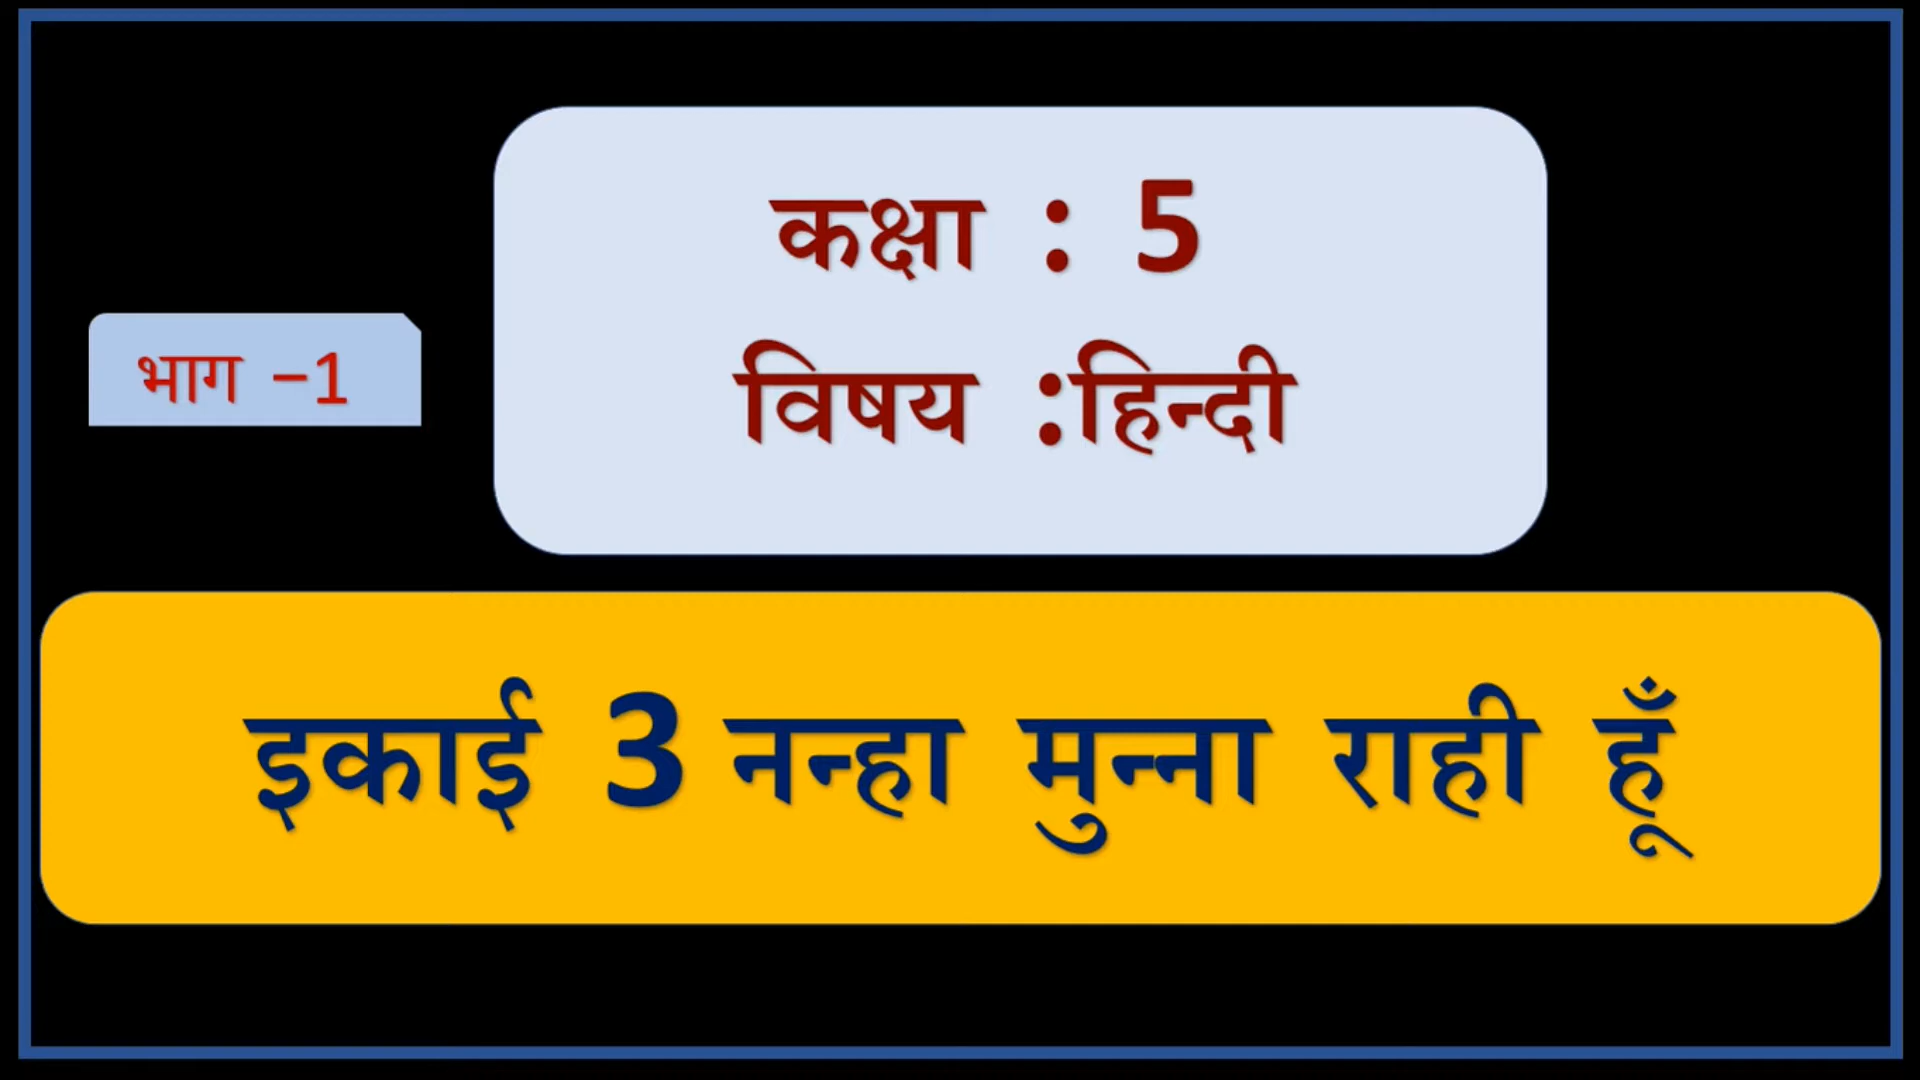 कक्षा : 5
विषय :हिन्दी
भाग –1
इकाई 3 नन्हा मुन्ना राही हूँ